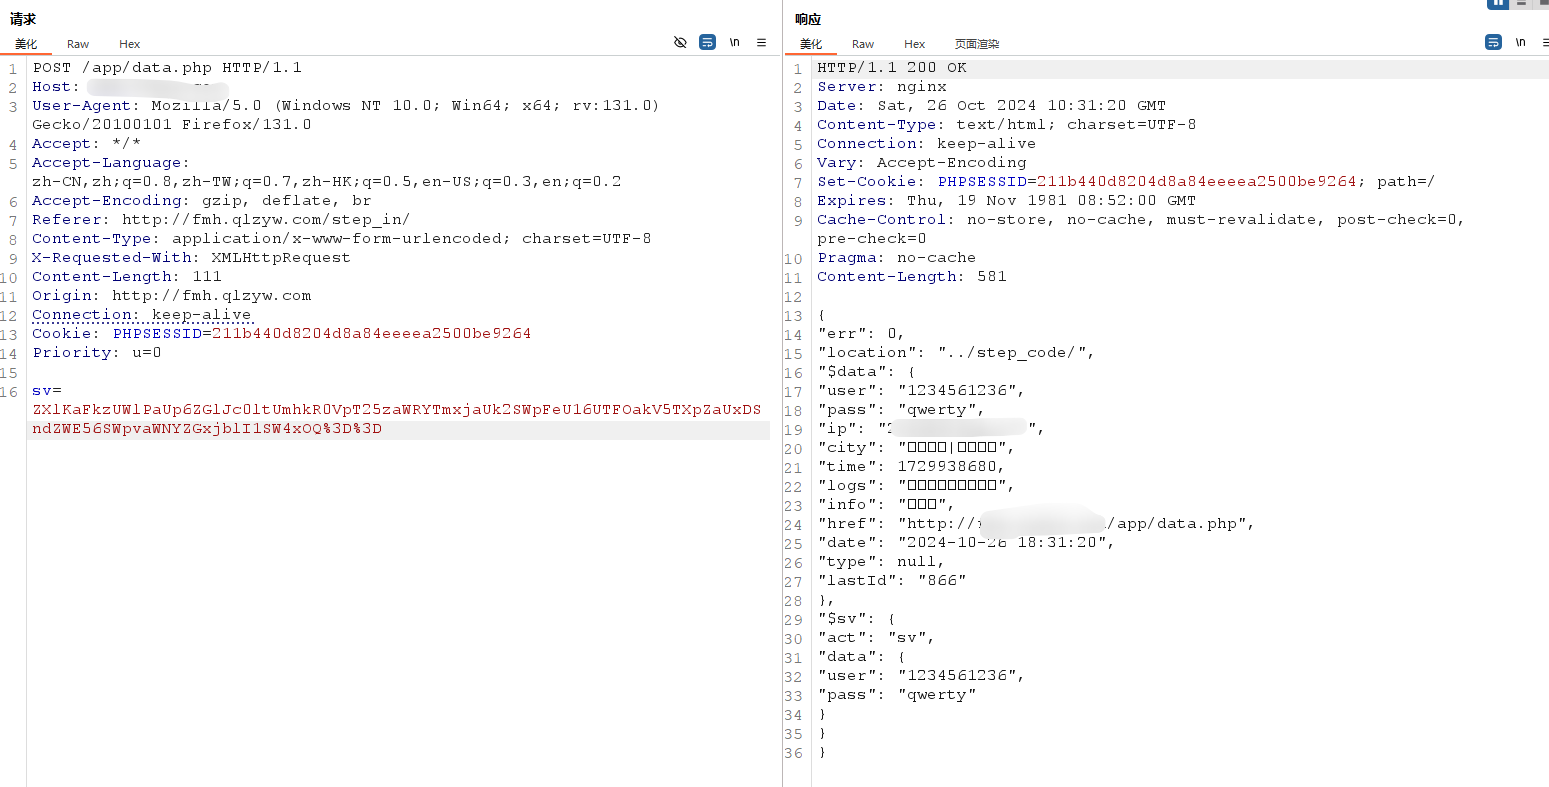 请求
美化 Raw Hex \n
1 POST /app/data.php HTTP/1.1
2 Host:
3 User-Agent: Mozilla/5.0 (Windows NT 10.0; Win64; x64; rv:131.0)
Gecko/20100101 Firefox/131.0
4 Accept: */*
5 Accept-Language:
zh-CN,zh;q=0.8,zh-TW;q=0.7,zh-HK;q=0.5,en-US;q=0.3,en;q=0.2
6 Accept-Encoding: gzip, deflate, br
7 Referer: http://fmh.qlzyw.com/step_in/
8 Content-Type: application/x-www-form-urlencoded; charset=UTF-8
9 X-Requested-With: XMLHttpRequest
10 Content-Length: 111
11 Origin: http://fmh.qlzyw.com
12 Connection: keep-alive
13 Cookie: PHPSESSID=211b440d8204d8a84eeeea2500be9264
14 Priority: u=0
15
16 sv=
ZXlKaFkzUWlPaUp6ZGlJc0ltUmhkR0VpT25zaWRYTmxjaUk2SWpFeU16UTFOakV5TXpZaUxDS
ndZWE56SWpvaWNYZGxjblI1SW4xOQ%3D%3D
响应
美化 Raw Hex 页面渲染 \n
1 HTTP/1.1 200 OK
2 Server: nginx
3 Date: Sat, 26 Oct 2024 10:31:20 GMT
4 Content-Type: text/html; charset=UTF-8
5 Connection: keep-alive
6 Vary: Accept-Encoding
7 Set-Cookie: PHPSESSID=211b440d8204d8a84eeeea2500be9264; path=/
8 Expires: Thu, 19 Nov 1981 08:52:00 GMT
9 Cache-Control: no-store, no-cache, must-revalidate, post-check=0,
pre-check=0
10 Pragma: no-cache
11 Content-Length: 581
12
13 {
14 "err": 0,
15 "location": "../step_code/",
16 "$data": {
17 "user": "1234561236",
18 "pass": "qwerty",
19 "ip": "2 ",
20 "city": "□□□□|□□□□",
21 "time": 1729938680,
22 "logs": "□□□□□□□□□",
23 "info": "□□□",
24 "href": "http:// /app/data.php",
25 "date": "2024-10-26 18:31:20",
26 "type": null,
27 "lastId": "866"
28 },
29 "$sv": {
30 "act": "sv",
31 "data": {
32 "user": "1234561236",
33 "pass": "qwerty"
34 }
35 }
36 }